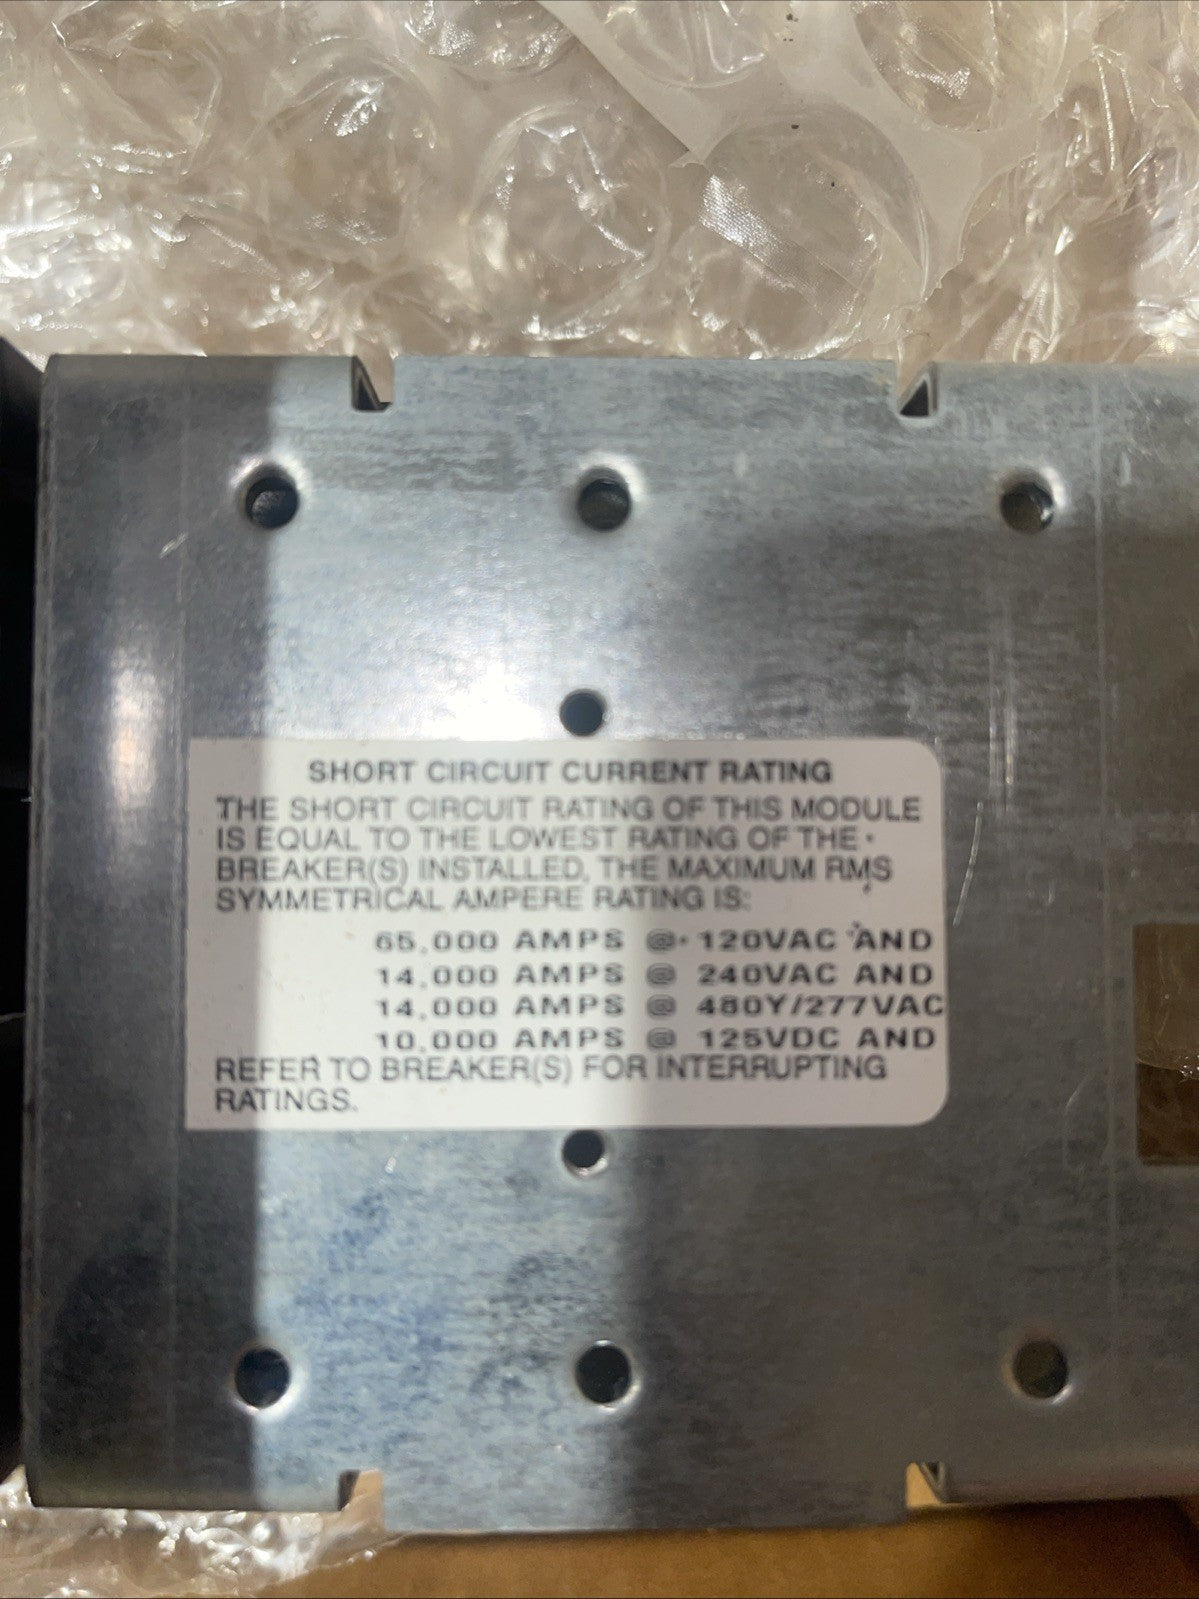 SHORT CIRCUIT CURRENT RATING
THE SHORT CIRCUIT RATING OF THIS MODULE
IS EQUAL TO THE LOWEST RATING OF THE
BREAKER(S) INSTALLED, THE MAXIMUM RMS
SYMMETRICAL AMPERE RATING IS:
65,000 AMPS @ 120VAC AND
14,000 AMPS @ 240VAC AND
14,000 AMPS @ 480Y/277VAC
10,000 AMPS @ 125VDC AND
REFER TO BREAKER(S) FOR INTERRUPTING
RATINGS.